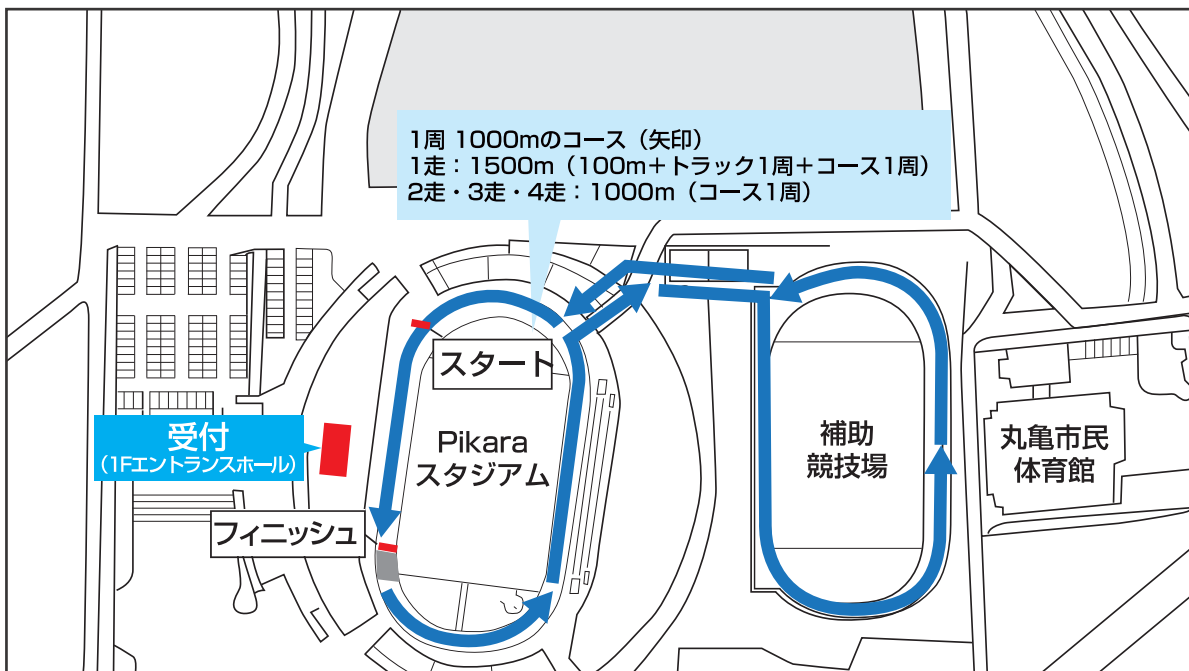 1周 1000mのコース（矢印）
1走：1500m（100m＋トラック1周＋コース1周）
2走・3走・4走：1000m（コース1周）
スタート
受付
（1Fエントランスホール）
Pikara
スタジアム
補助
競技場
丸亀市民
体育館
フィニッシュ